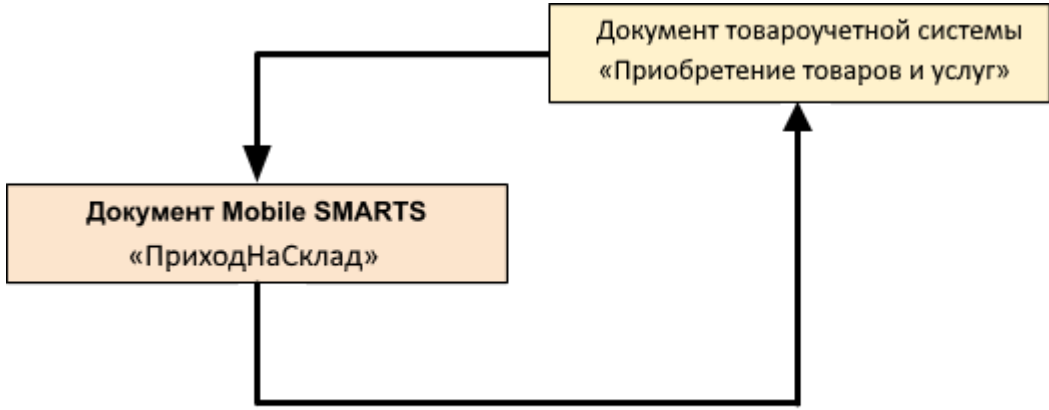 Документ товароучетной системы
«Приобретение товаров и услуг»
Документ Mobile SMARTS
«ПриходНаСклад»